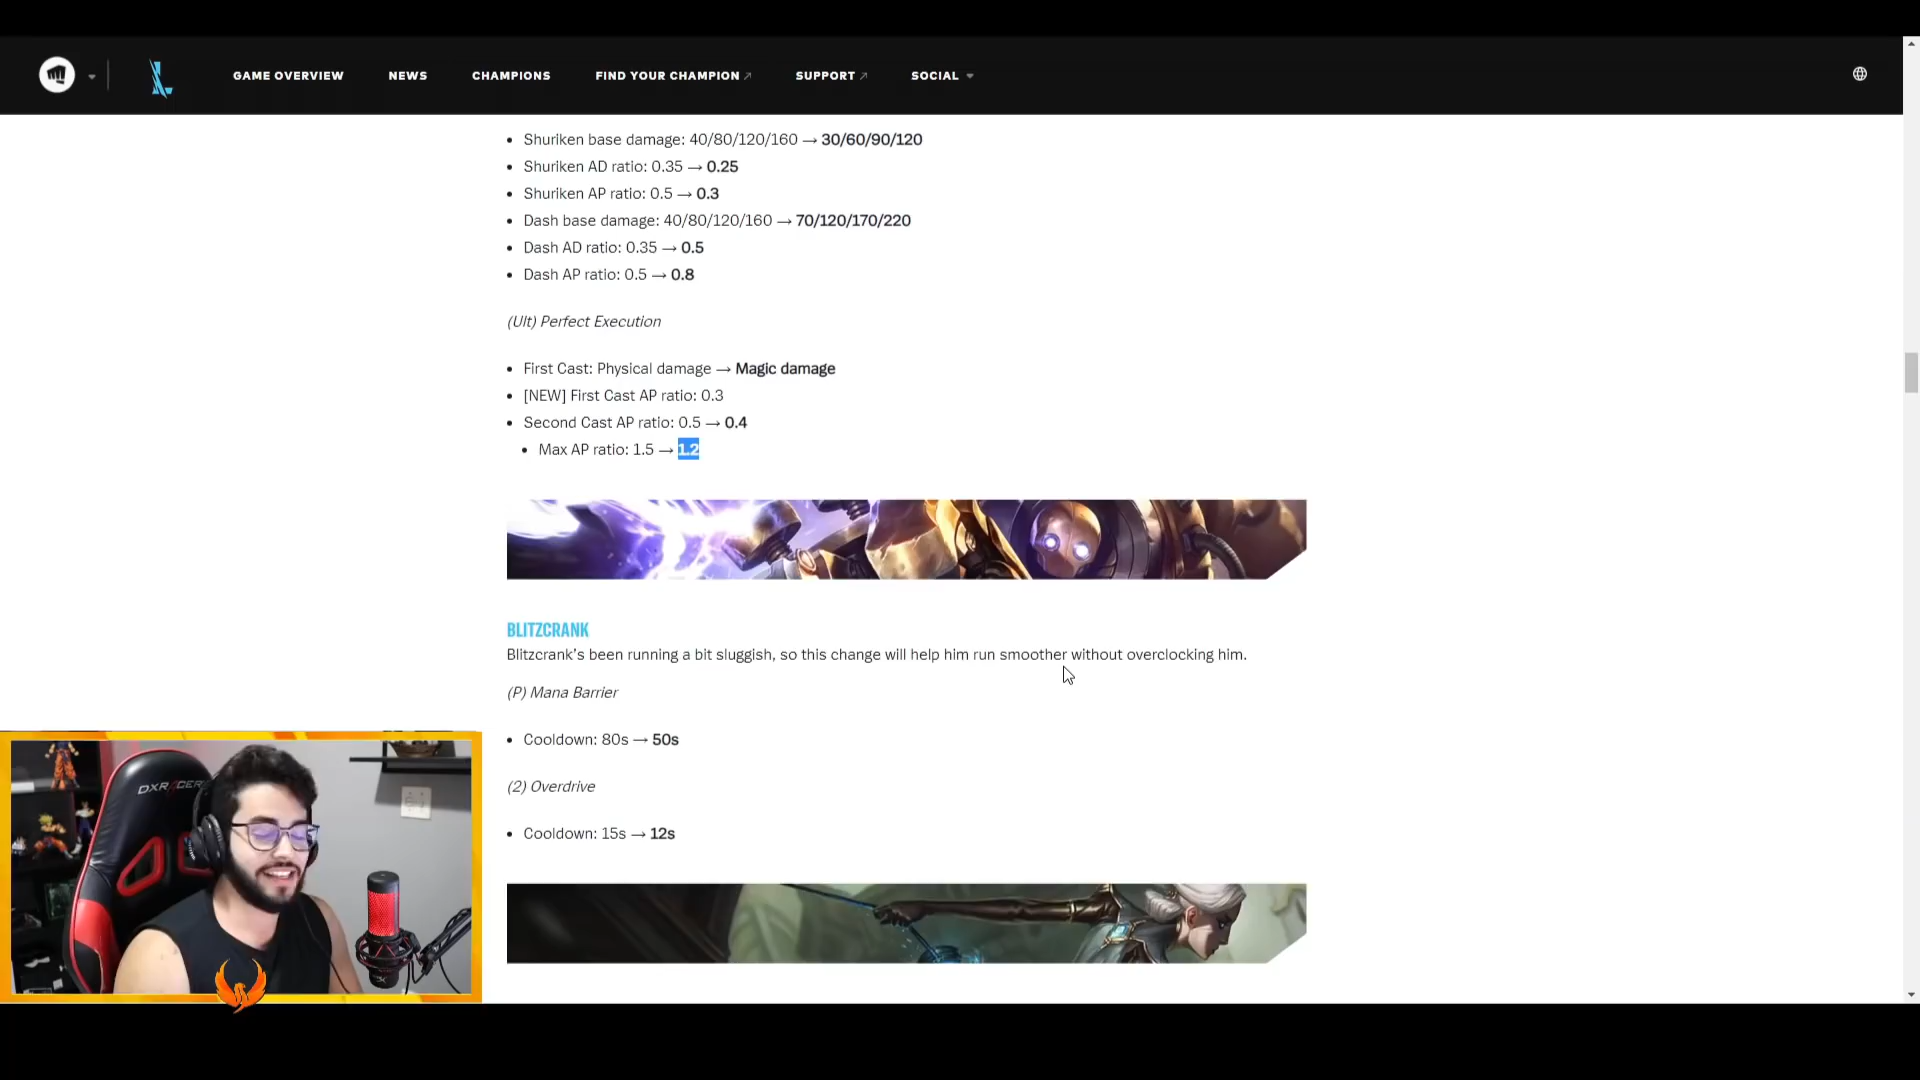 GAME OVERVIEW NEWS CHAMPIONS FIND YOUR CHAMPION SUPPORT SOCIAL
Shuriken base damage: 40/80/120/160 → 30/60/90/120
Shuriken AD ratio: 0.35 → 0.25
Shuriken AP ratio: 0.5 → 0.3
Dash base damage: 40/80/120/160 → 70/120/170/220
Dash AD ratio: 0.35 → 0.5
Dash AP ratio: 0.5 → 0.8
(Ult) Perfect Execution
First Cast: Physical damage → Magic damage
[NEW] First Cast AP ratio: 0.3
Second Cast AP ratio: 0.5 → 0.4
Max AP ratio: 1.5 → 1.2
BLITZCRANK
Blitzcrank’s been running a bit sluggish, so this change will help him run smoother without overclocking him.
(P) Mana Barrier
Cooldown: 80s → 50s
(2) Overdrive
Cooldown: 15s → 12s
DXRACER